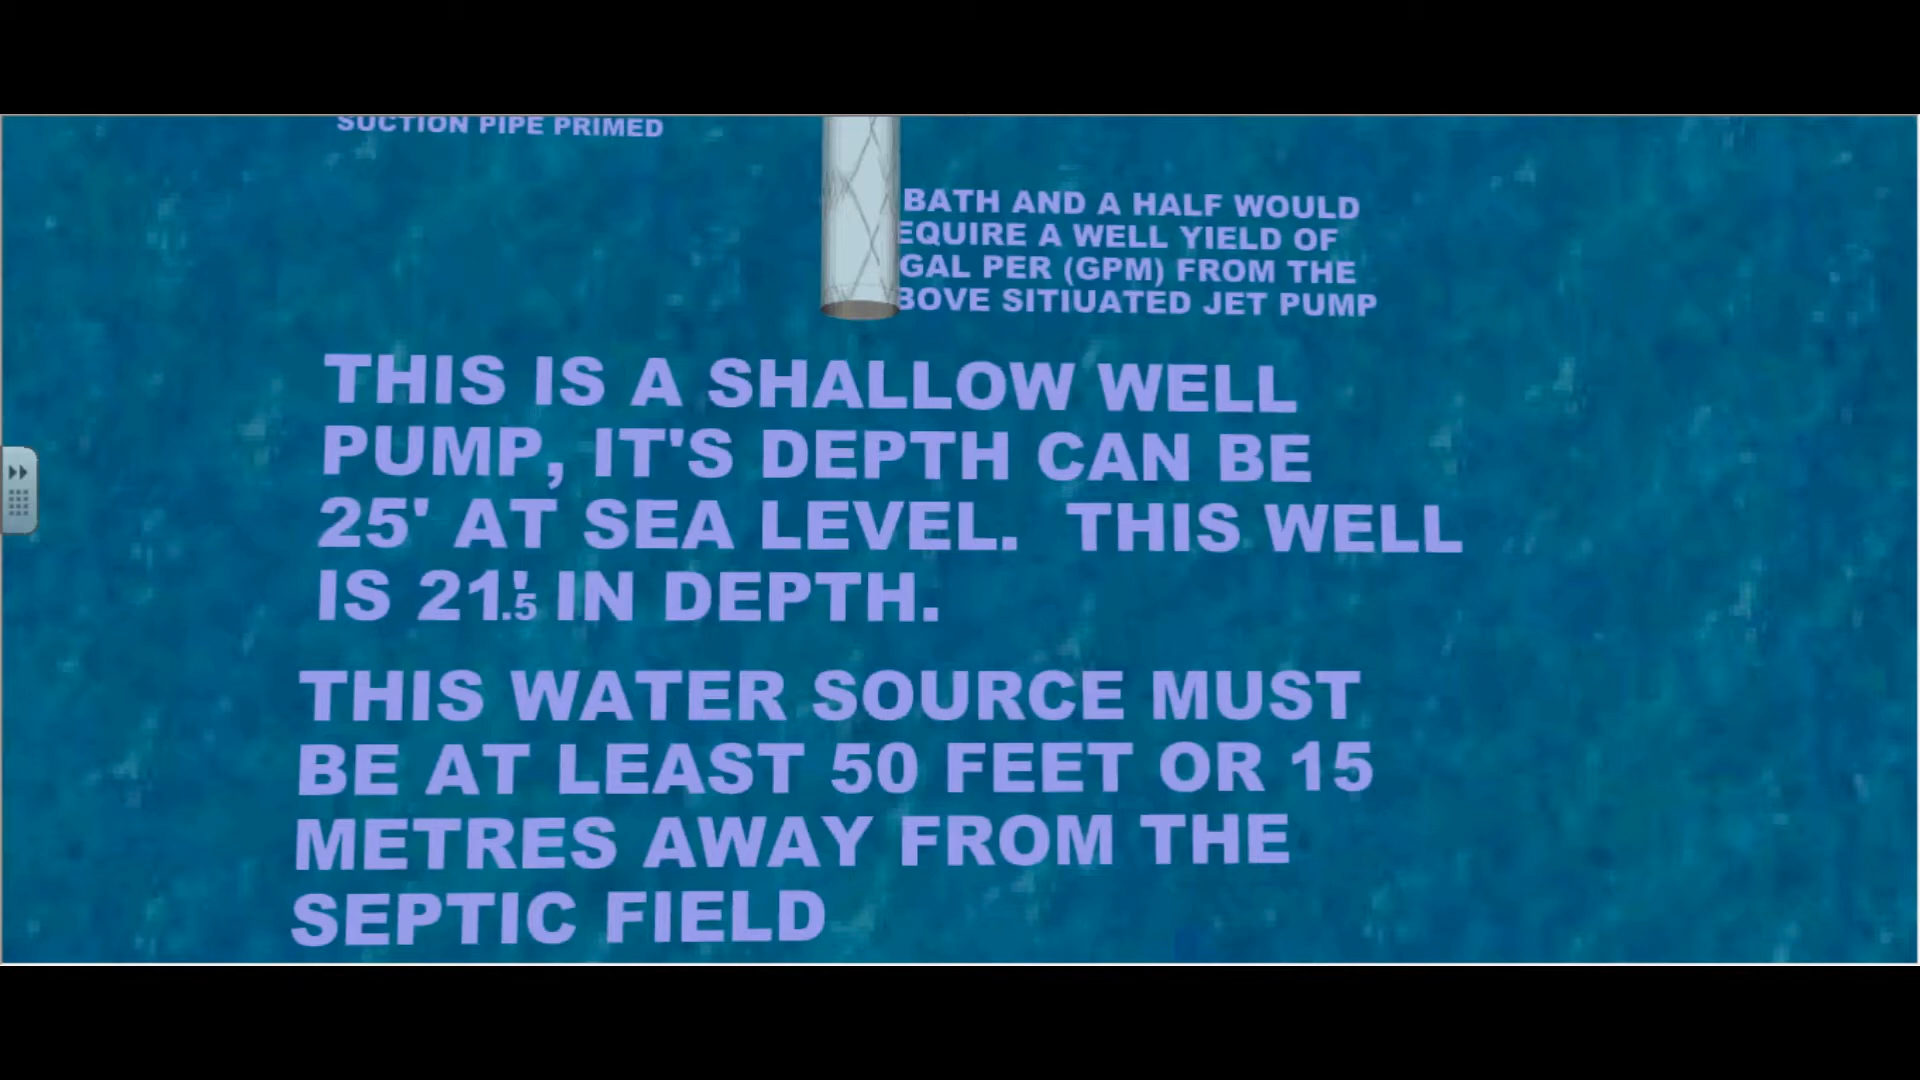 SUCTION PIPE PRIMED
BATH AND A HALF WOULD
EQUIRE A WELL YIELD OF
GAL PER (GPM) FROM THE
BOVE SITIUATED JET PUMP
THIS IS A SHALLOW WELL
PUMP, IT'S DEPTH CAN BE
25' AT SEA LEVEL. THIS WELL
IS 21.5' IN DEPTH.
THIS WATER SOURCE MUST
BE AT LEAST 50 FEET OR 15
METRES AWAY FROM THE
SEPTIC FIELD